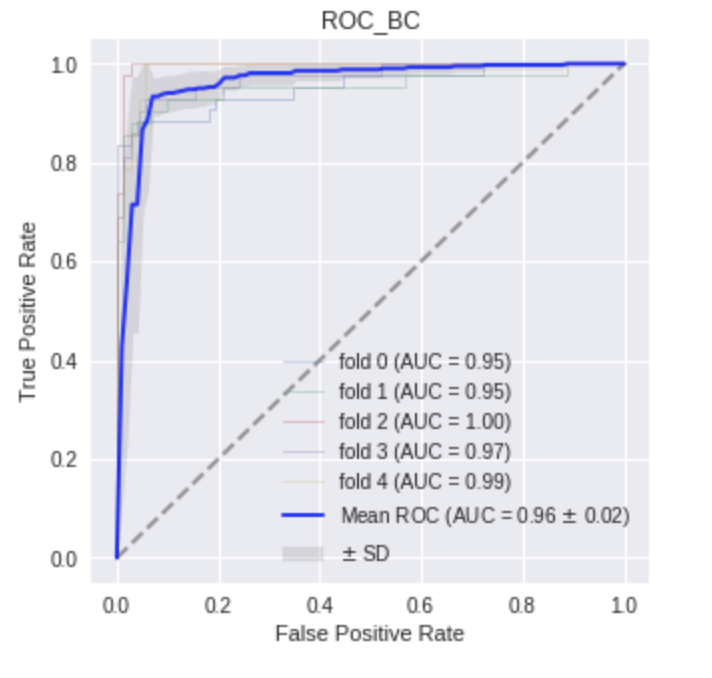 ROC_BC
1.0
0.8
0.6
0.4
0.2
0.0
True Positive Rate
fold 0 (AUC = 0.95)
fold 1 (AUC = 0.95)
fold 2 (AUC = 1.00)
fold 3 (AUC = 0.97)
fold 4 (AUC = 0.99)
Mean ROC (AUC = 0.96 ± 0.02)
± SD
0.0 0.2 0.4 0.6 0.8 1.0
False Positive Rate